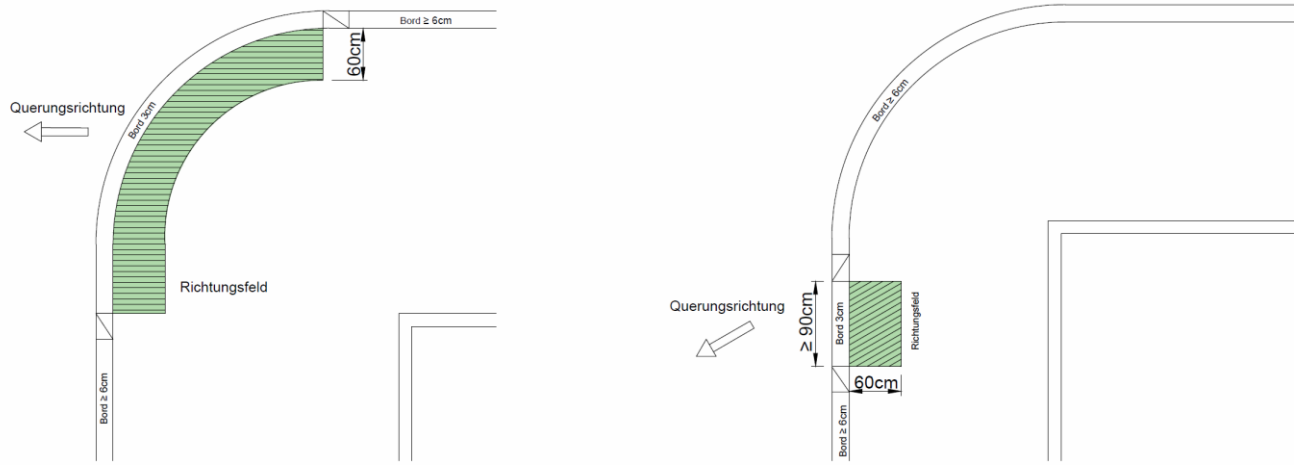 Bord ≥ 6cm
60cm
Querungsrichtung
Bord 3cm
Richtungsfeld
Bord ≥ 6cm
Bord ≥ 6cm
Querungsrichtung
≥ 90cm
Bord 3cm
Richtungsfeld
60cm
Bord ≥ 6cm